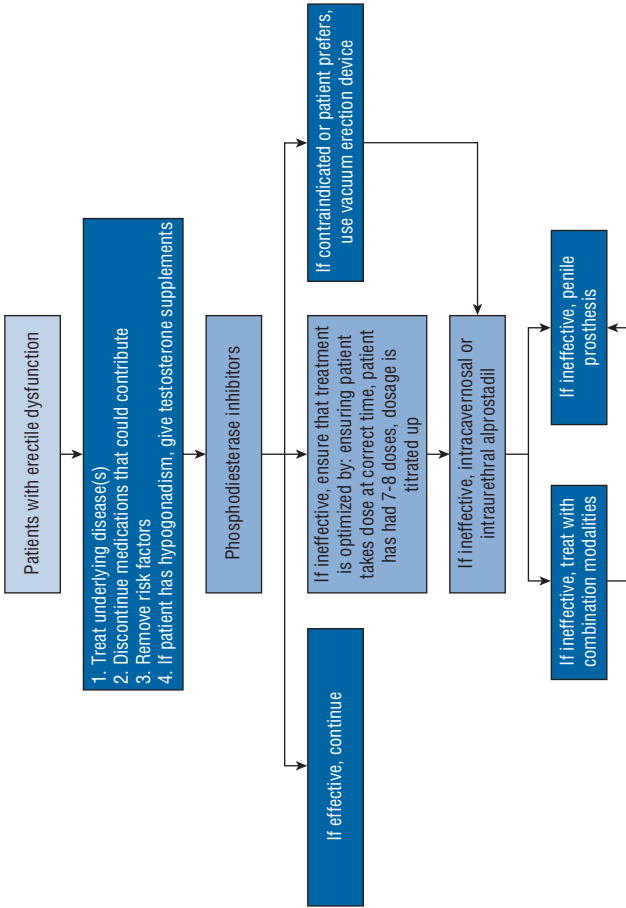 Patients with erectile dysfunction
1. Treat underlying disease(s)
2. Discontinue medications that could contribute
3. Remove risk factors
4. If patient has hypogonadism, give testosterone supplements
Phosphodiesterase inhibitors
If effective, continue
If ineffective, ensure that treatment
is optimized by: ensuring patient
takes dose at correct time, patient
has had 7-8 doses, dosage is
titrated up
If contraindicated or patient prefers,
use vacuum erection device
If ineffective, intracavernosal or
intraurethral alprostadil
If ineffective, treat with
combination modalities
If ineffective, penile
prosthesis